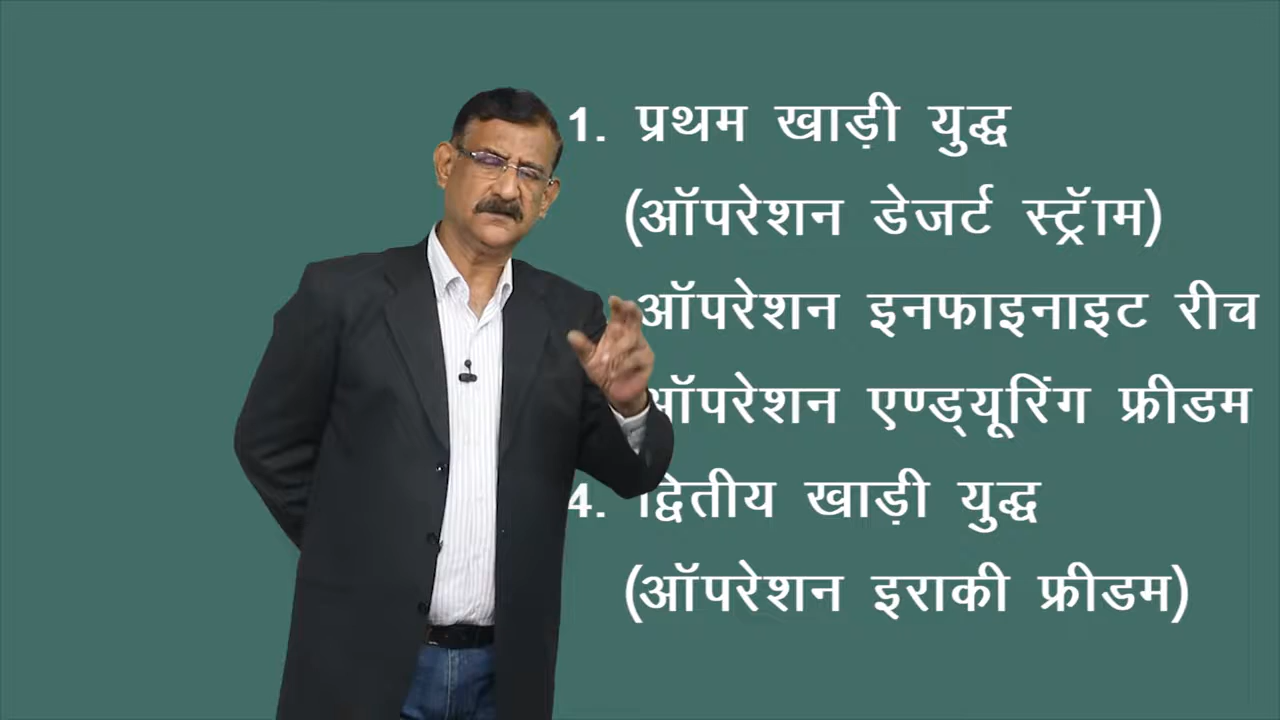 1. प्रथम खाड़ी युद्ध
(ऑपरेशन डेजर्ट स्ट्रॅाम)
ऑपरेशन इनफाइनाइट रीच
ऑपरेशन एण्ड्यूरिंग फ्रीडम
4. द्वितीय खाड़ी युद्ध
(ऑपरेशन इराकी फ्रीडम)